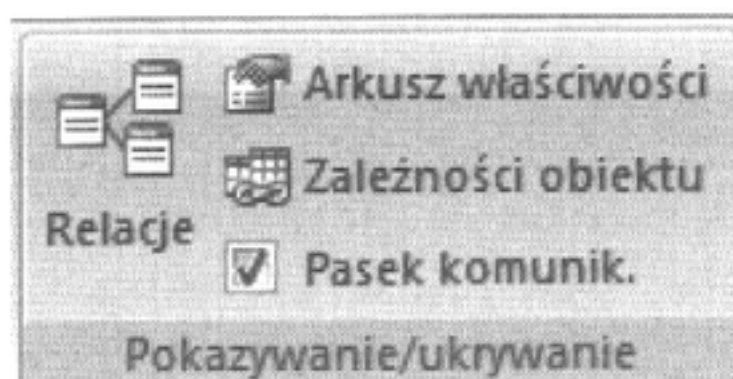 Relacje
Arkusz właściwości
Zależności obiektu
Pasek komunik.
Pokazywanie/ukrywanie